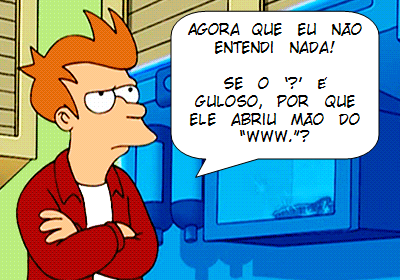 AGORA QUE EU NÃO
ENTENDI NADA!
SE O '?' É
GULOSO, POR QUE
ELE ABRIU MÃO DO
"WWW."?